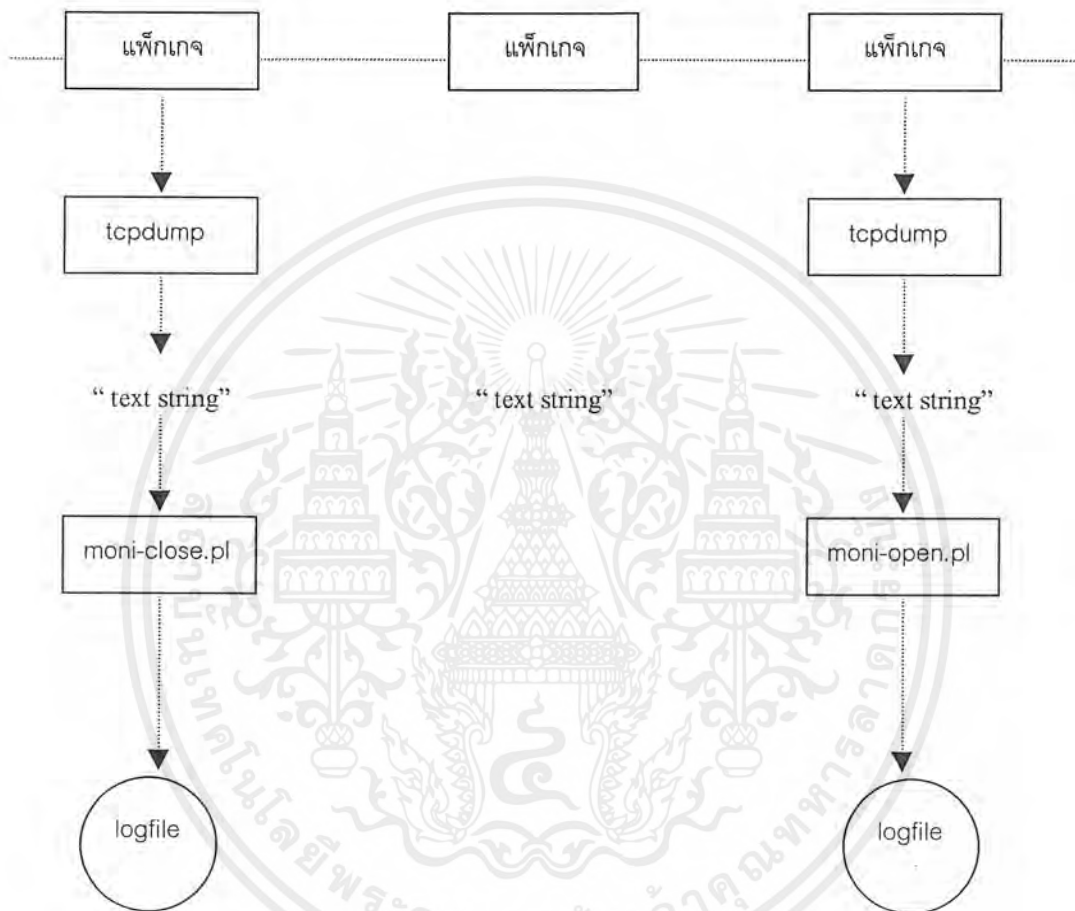 แพ็กเกจ แพ็กเกจ แพ็กเกจ
tcpdump tcpdump
“ text string” “ text string” “ text string”
moni-close.pl moni-open.pl
logfile logfile